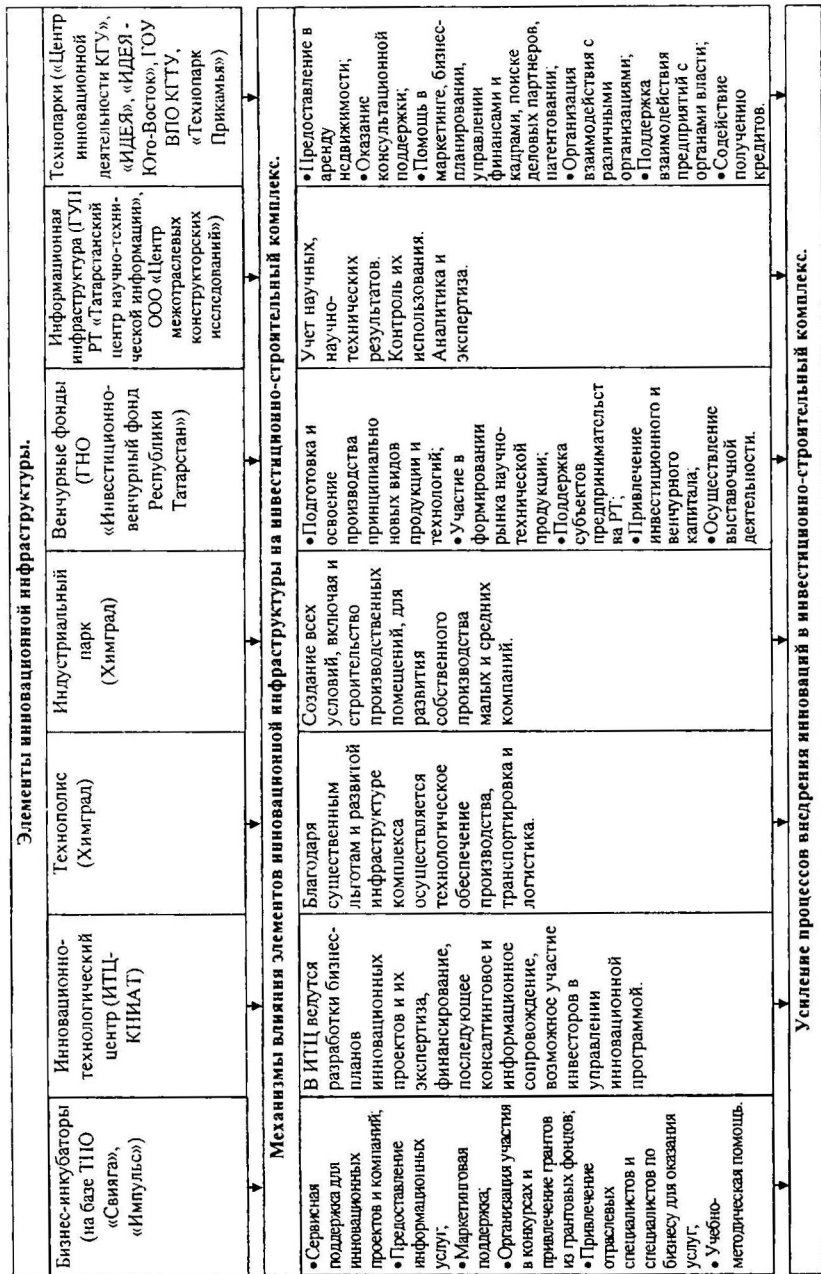 Элементы инновационной инфраструктуры.
Бизнес-инкубаторы
(на базе ТПО
«Свияга»,
«Импульс»)
Инновационно-
технологический
центр (ИТЦ-
КНИАТ)
Технополис
(Химград)
Индустриальный
парк
(Химград)
Венчурные фонды
(ГНО
«Инвестиционно-
венчурный фонд
Республики
Татарстан»)
Информационная
инфраструктура (ГУП
РТ «Татарстанский
центр научно-техни-
ческой информации»,
ООО «Центр
межотраслевых
конструкторских
исследований»)
Технопарки («Центр
инновационной
деятельности КГУ»,
«ИДЕЯ», «ИДЕЯ -
Юго-Восток», ГОУ
ВПО КГТУ,
«Технопарк
Прикамья»)
Механизмы влияния элементов инновационной инфраструктуры на инвестиционно-строительный комплекс.
•Сервисная
поддержка для
инновационных
проектов и компаний;
•Предоставление
информационных
услуг;
•Маркетинговая
поддержка;
•Организация участия
в конкурсах и
привлечение грантов
из грантовых фондов;
•Привлечение
отраслевых
специалистов и
специалистов по
бизнесу для оказания
услуг;
•Учебно-
методическая помощь.
В ИТЦ ведутся
разработки бизнес-
планов
инновационных
проектов и их
экспертиза,
финансирование,
последующее
консалтинговое и
информационное
сопровождение,
возможное участие
инвесторов в
управлении
инновационной
программой.
Благодаря
существенным
льготам и развитой
инфраструктуре
комплекса
осуществляется
технологическое
обеспечение
производства,
транспортировка и
логистика.
Создание всех
условий, включая и
строительство
производственных
помещений, для
развития
собственного
производства
малых и средних
компаний.
•Подготовка и
освоение
производства
принципиально
новых видов
продукции и
технологий;
•Участие в
формировании
рынка научно-
технической
продукции;
•Поддержка
субъектов
предпринимательст
ва РТ;
•Привлечение
инвестиционного и
венчурного
капитала;
•Осуществление
выставочной
деятельности.
Учет научных,
научно-
технических
результатов.
Контроль их
использования.
Аналитика и
экспертиза.
•Предоставление в
аренду
недвижимости;
•Оказание
консультационной
поддержки;
•Помощь в
маркетинге, бизнес-
планировании,
управлении
финансами и
кадрами, поиске
деловых партнеров,
патентовании;
•Организация
взаимодействия с
различными
организациями;
•Поддержка
взаимодействия
предприятий с
органами власти;
•Содействие
получению
кредитов.
Усиление процессов внедрения инноваций в инвестиционно-строительный комплекс.